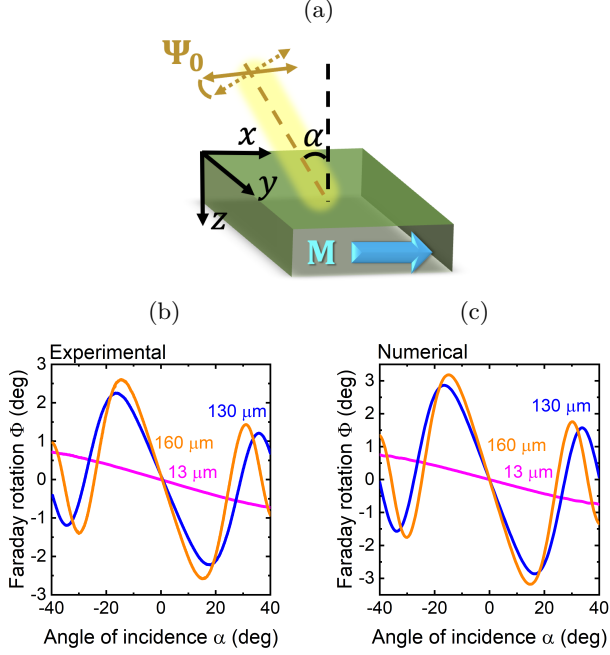 (a)
Ψ0
α
x
y
z
M
(b)
(c)
Experimental
Numerical
Faraday rotation Φ (deg)
3
2
1
0
-1
-2
-3
130 μm
160 μm
13 μm
-40 -20 0 20 40
Angle of incidence α (deg)
Faraday rotation Φ (deg)
3
2
1
0
-1
-2
-3
130 μm
160 μm
13 μm
-40 -20 0 20 40
Angle of incidence α (deg)